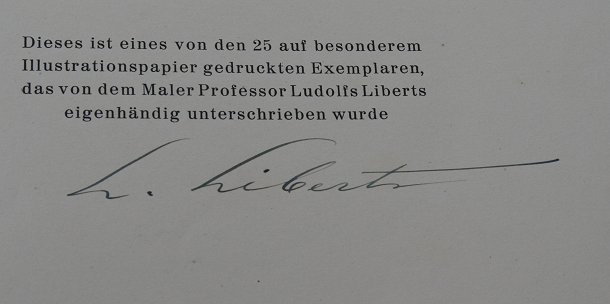 Dieses ist eines von den 25 auf besonderem
Illustrationspapier gedruckten Exemplaren,
das von dem Maler Professor Ludolfs Liberts
eigenhändig unterschrieben wurde
L. Liberts